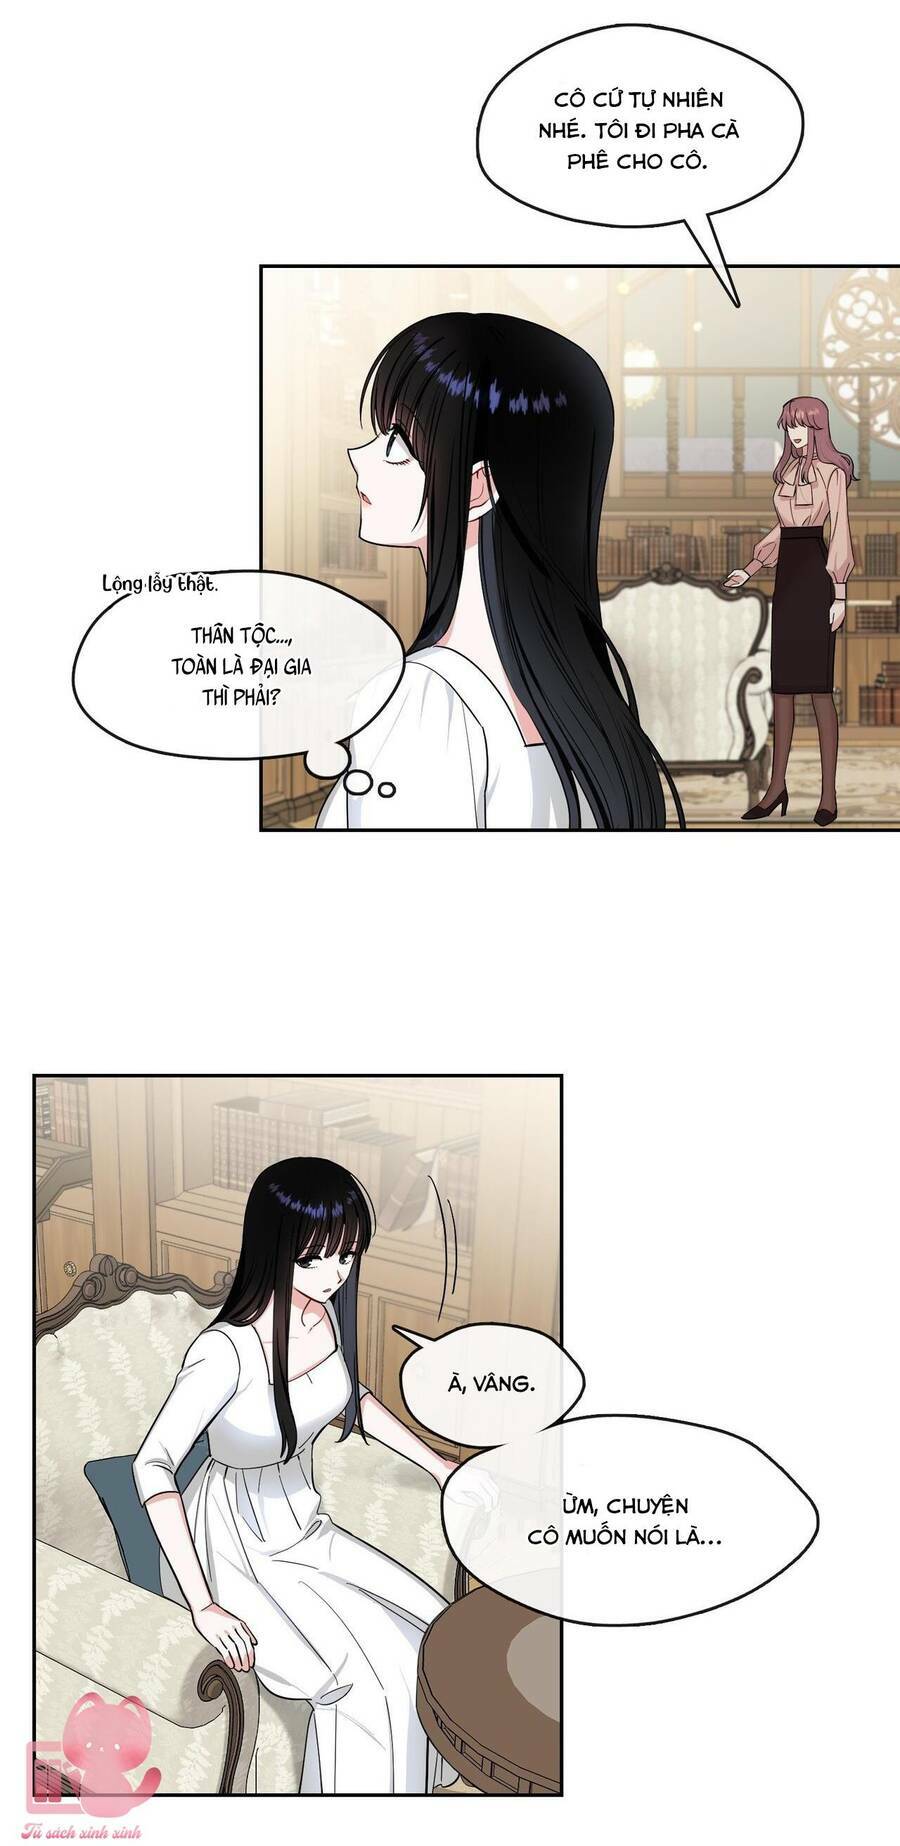 CÔ CỨ TỰ NHIÊN
NHÉ. TÔI ĐI PHA CÀ
PHÊ CHO CÔ.
Lộng lẫy thật.
THẦN TỘC...,
TOÀN LÀ ĐẠI GIA
THÌ PHẢI?
À, VÂNG.
ỪM, CHUYỆN
CÔ MUỐN NÓI LÀ...
Tủ sách xinh xinh